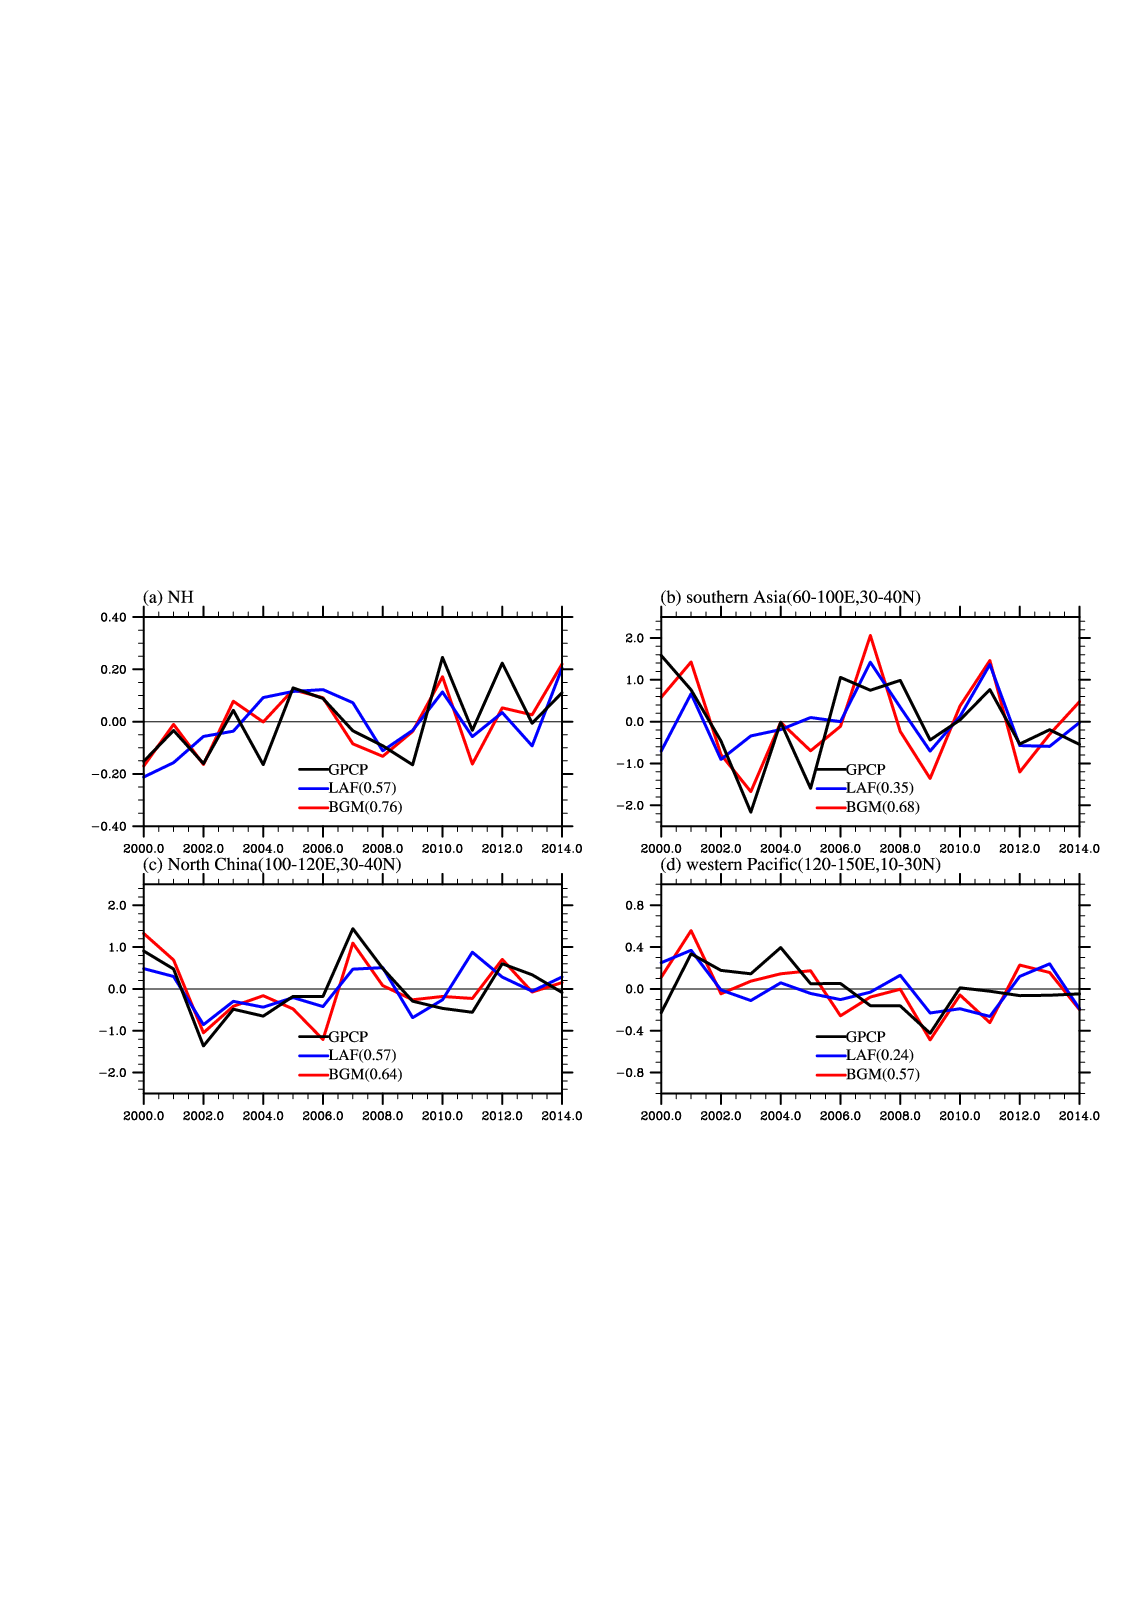 (a) NH
0.40
0.20
0.00
−0.20
−0.40
GPCP
LAF(0.57)
BGM(0.76)
2000.0 2002.0 2004.0 2006.0 2008.0 2010.0 2012.0 2014.0
(b) southern Asia(60-100E,30-40N)
2.0
1.0
0.0
−1.0
−2.0
GPCP
LAF(0.35)
BGM(0.68)
2000.0 2002.0 2004.0 2006.0 2008.0 2010.0 2012.0 2014.0
(c) North China(100-120E,30-40N)
2.0
1.0
0.0
−1.0
−2.0
GPCP
LAF(0.57)
BGM(0.64)
2000.0 2002.0 2004.0 2006.0 2008.0 2010.0 2012.0 2014.0
(d) western Pacific(120-150E,10-30N)
0.8
0.4
0.0
−0.4
−0.8
GPCP
LAF(0.24)
BGM(0.57)
2000.0 2002.0 2004.0 2006.0 2008.0 2010.0 2012.0 2014.0